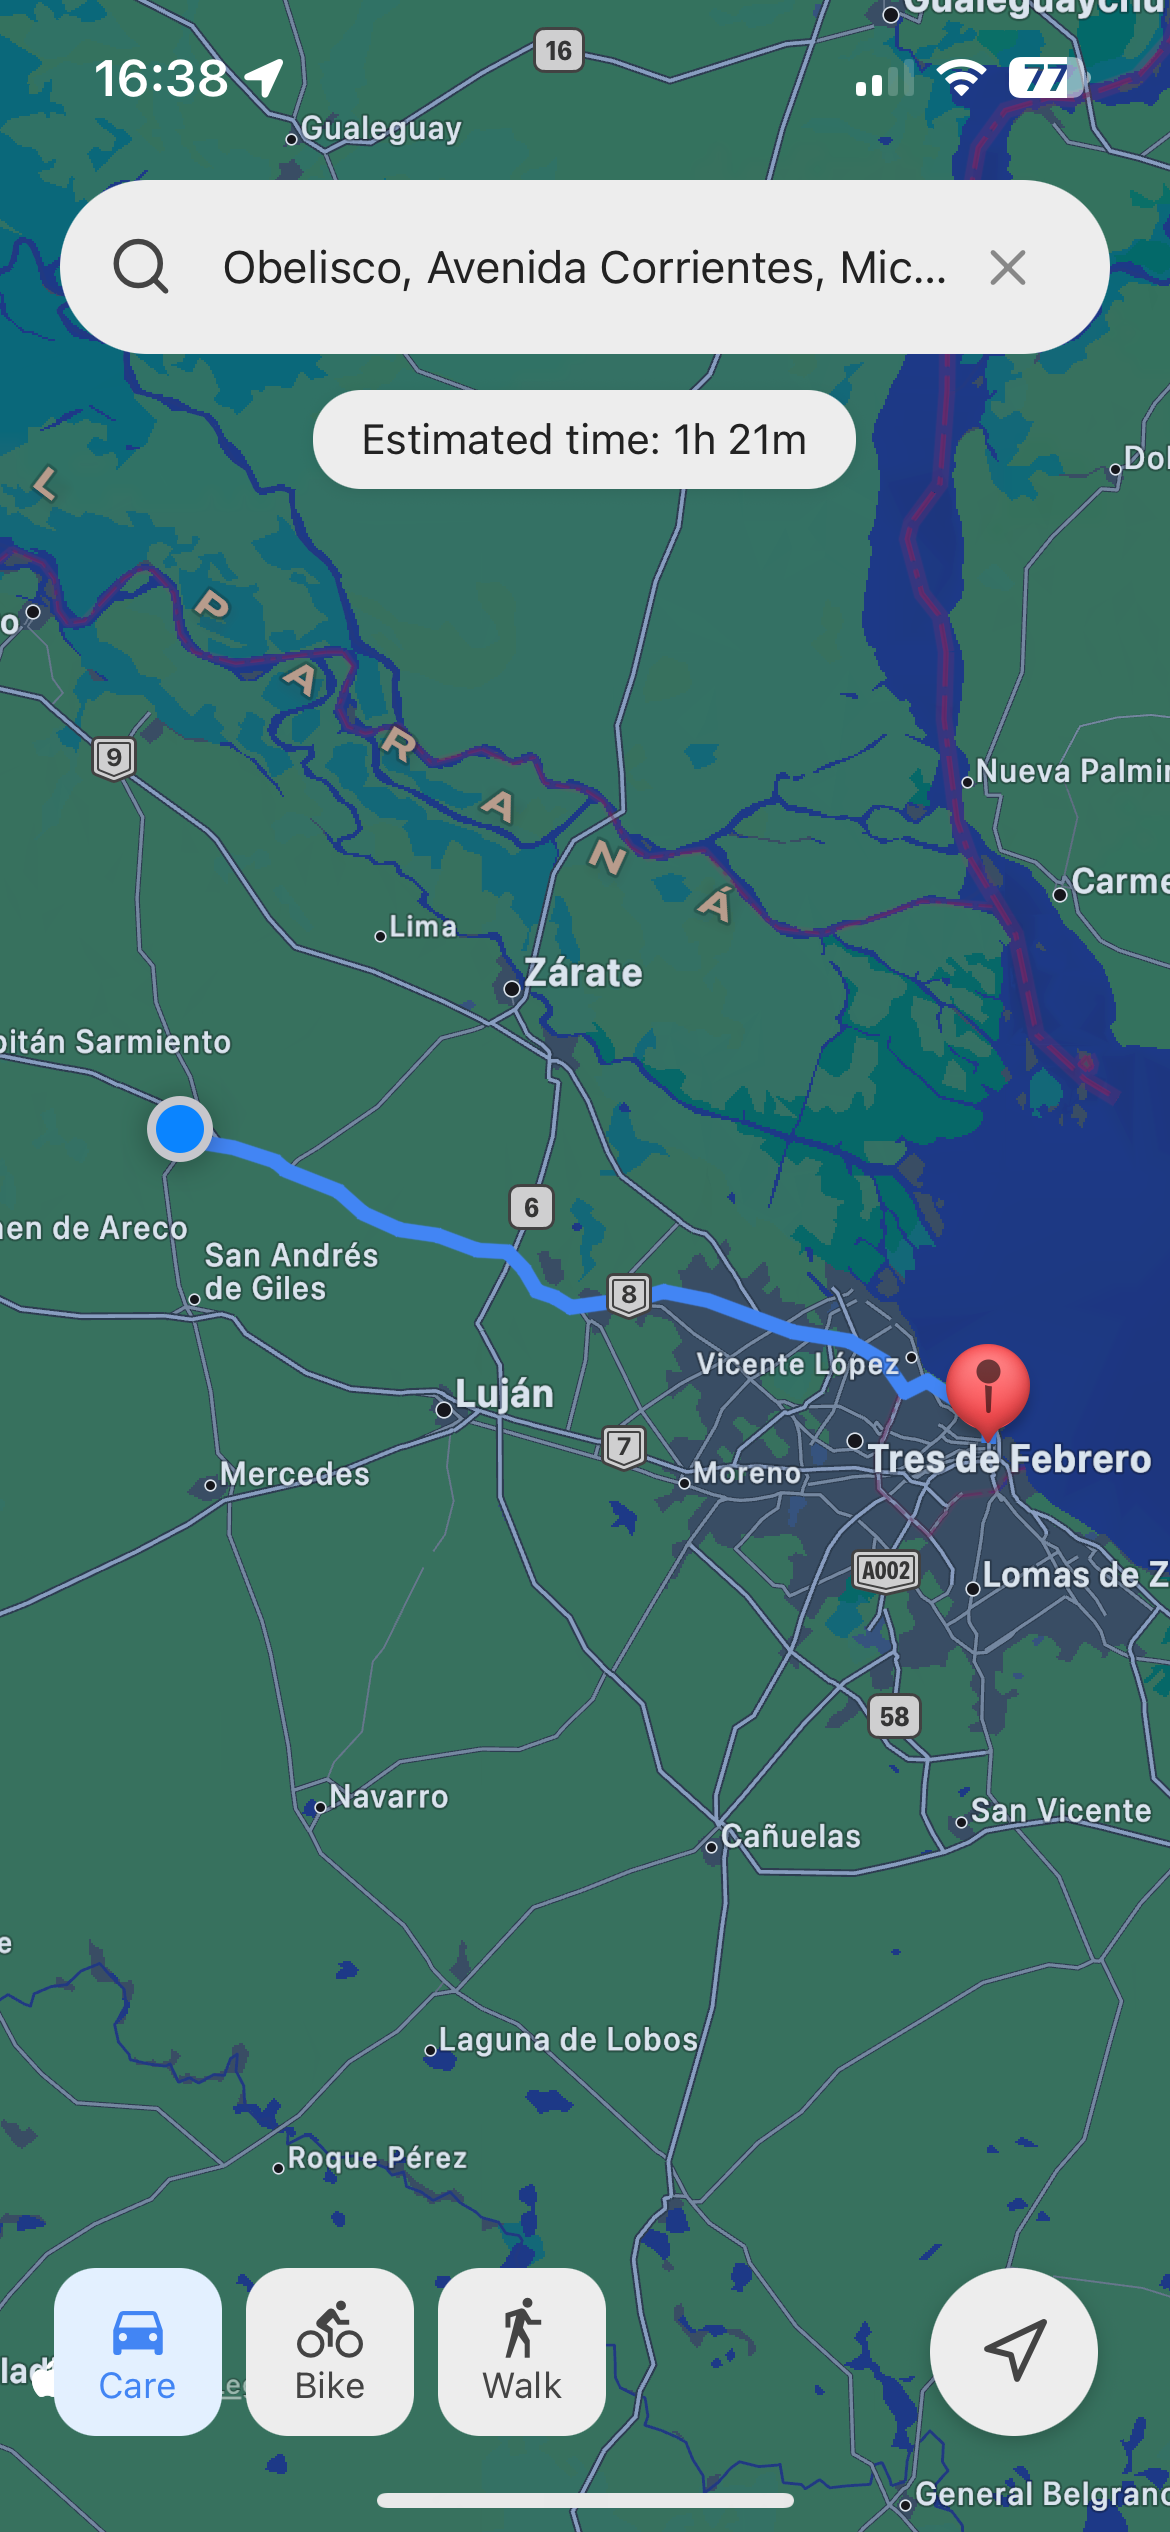 Gualeguaychú
16
16:38
77
Gualeguay
Obelisco, Avenida Corrientes, Mic...
Estimated time: 1h 21m
Dol
L
P
A
R
A
N
Á
o
9
Nueva Palmir
Carme
Lima
Zárate
pitán Sarmiento
6
nen de Areco
San Andrés
de Giles
8
Vicente López
Luján
7
Tres de Febrero
Mercedes
Moreno
A002
Lomas de Z
58
Navarro
San Vicente
Cañuelas
e
Laguna de Lobos
Roque Pérez
lad
Care
Leg
Bike
Walk
General Belgrano